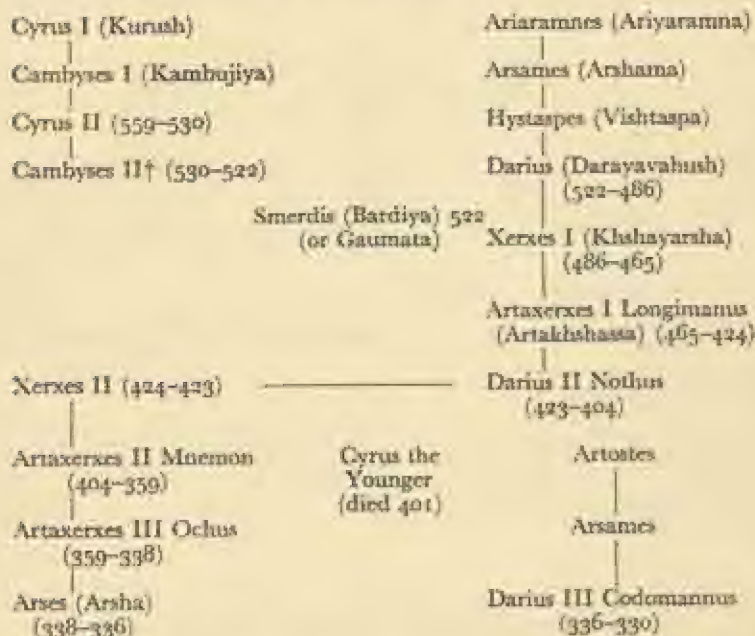 Cyrus I (Kurush)
Cambyses I (Kambujiya)
Cyrus II (559–530)
Cambyses II† (530–522)
Ariaramnes (Ariyaramna)
Arsames (Arshama)
Hystaspes (Vishtaspa)
Darius (Darayavahush)
(522–486)
Smerdis (Bardiya) 522
(or Gaumata)
Xerxes I (Khshayarsha)
(486–465)
Artaxerxes I Longimanus
(Artakhshassa) (465–424)
Xerxes II (424–423)
Darius II Nothus
(423–404)
Artaxerxes II Mnemon
(404–359)
Cyrus the
Younger
(died 401)
Artostes
Arsames
Artaxerxes III Ochus
(359–338)
Arses (Arsha)
(338–336)
Darius III Codomannus
(336–330)